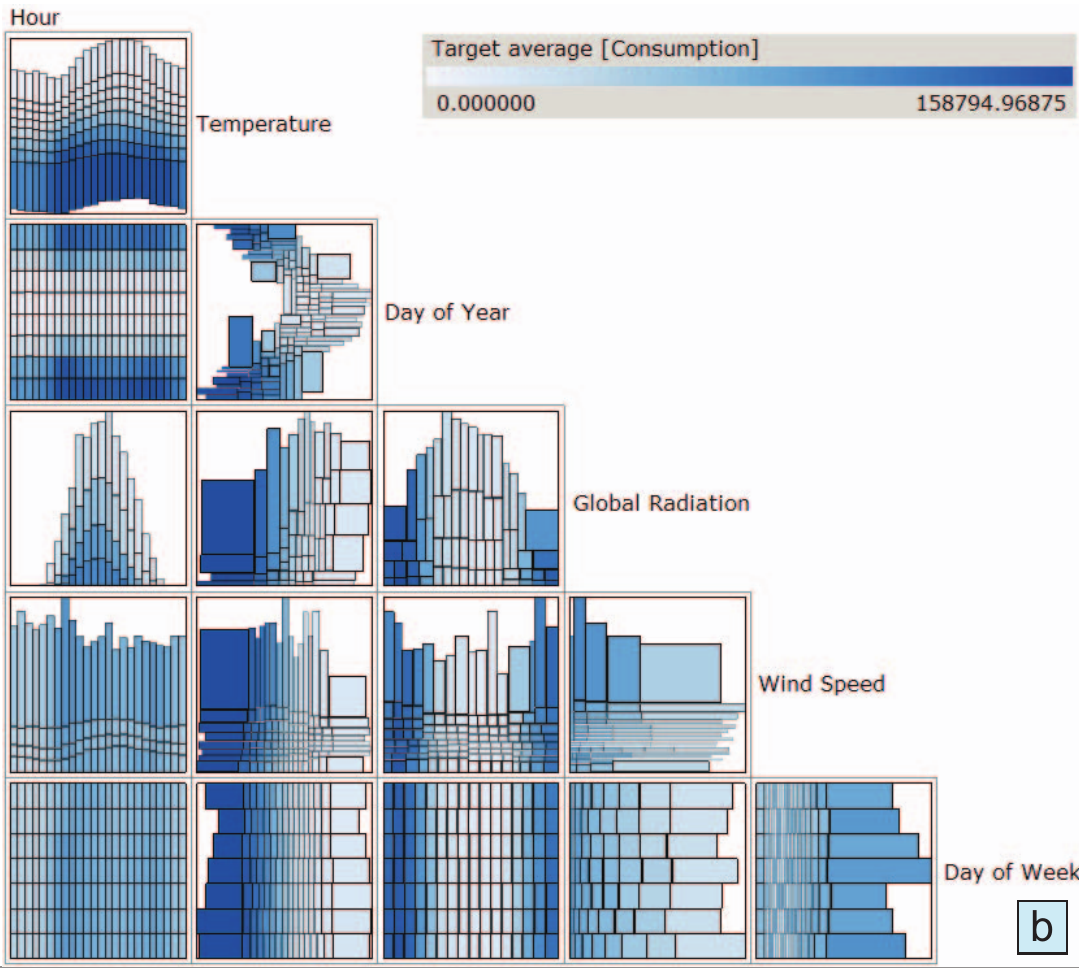 Hour
Target average [Consumption]
0.000000 158794.96875
Temperature
Day of Year
Global Radiation
Wind Speed
Day of Week
b